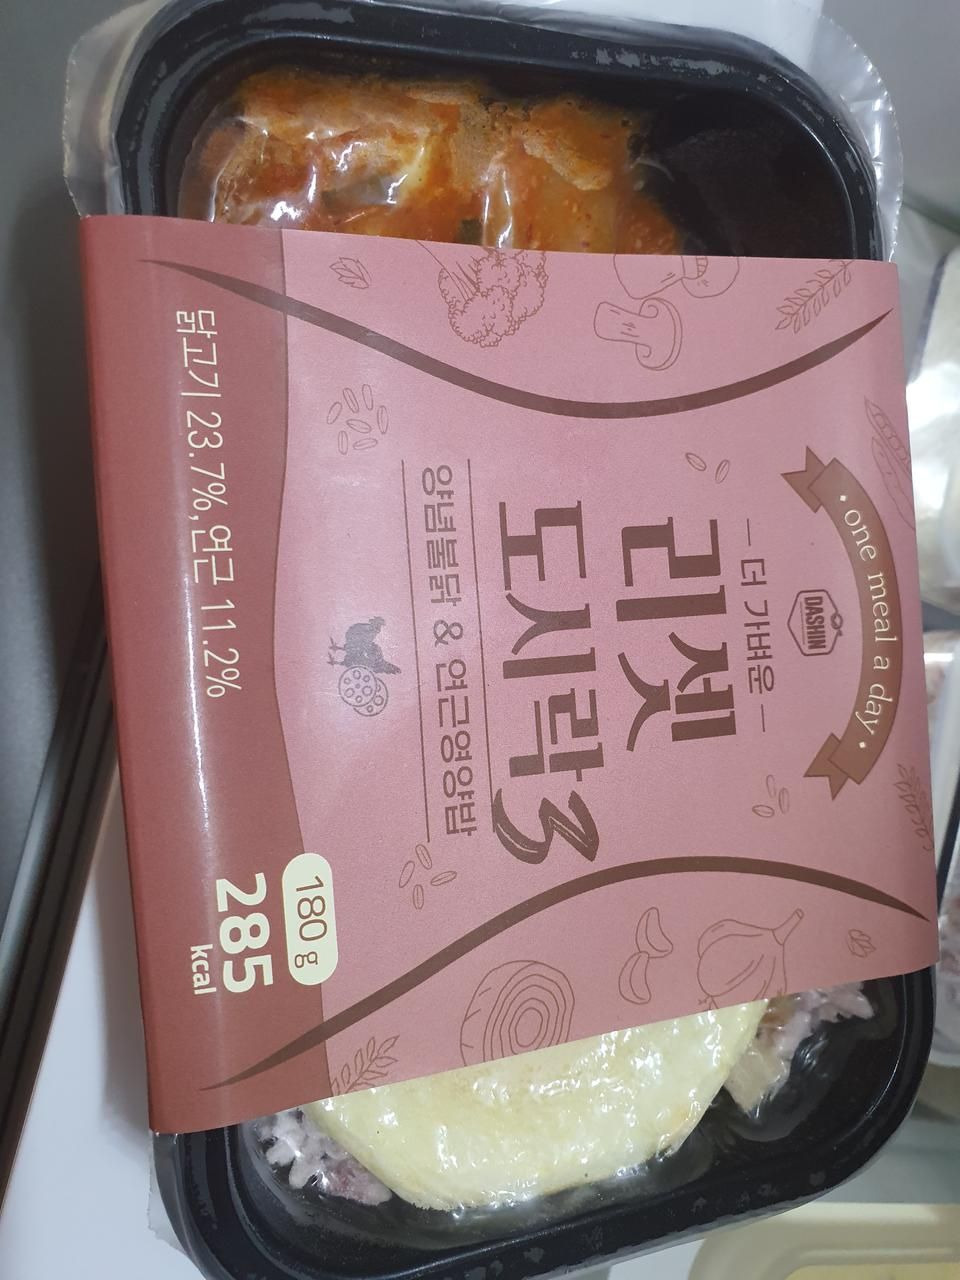 • one meal a day •
DASHIN
더 가벼운
리셋
도시락 3
양념불닭 & 연근영양밥
닭고기 23.7%, 연근 11.2%
180 g
285
kcal